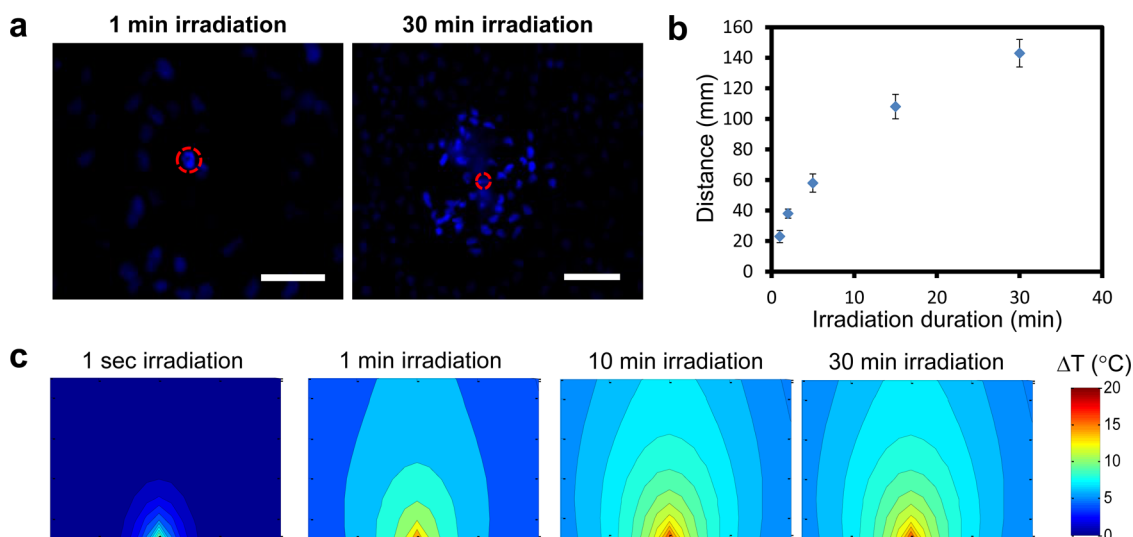 a
1 min irradiation
30 min irradiation
b
160
140
120
100
80
60
40
20
0
Distance (mm)
0 10 20 30 40
Irradiation duration (min)
c
1 sec irradiation
1 min irradiation
10 min irradiation
30 min irradiation
ΔT (°C)
20
15
10
5
0